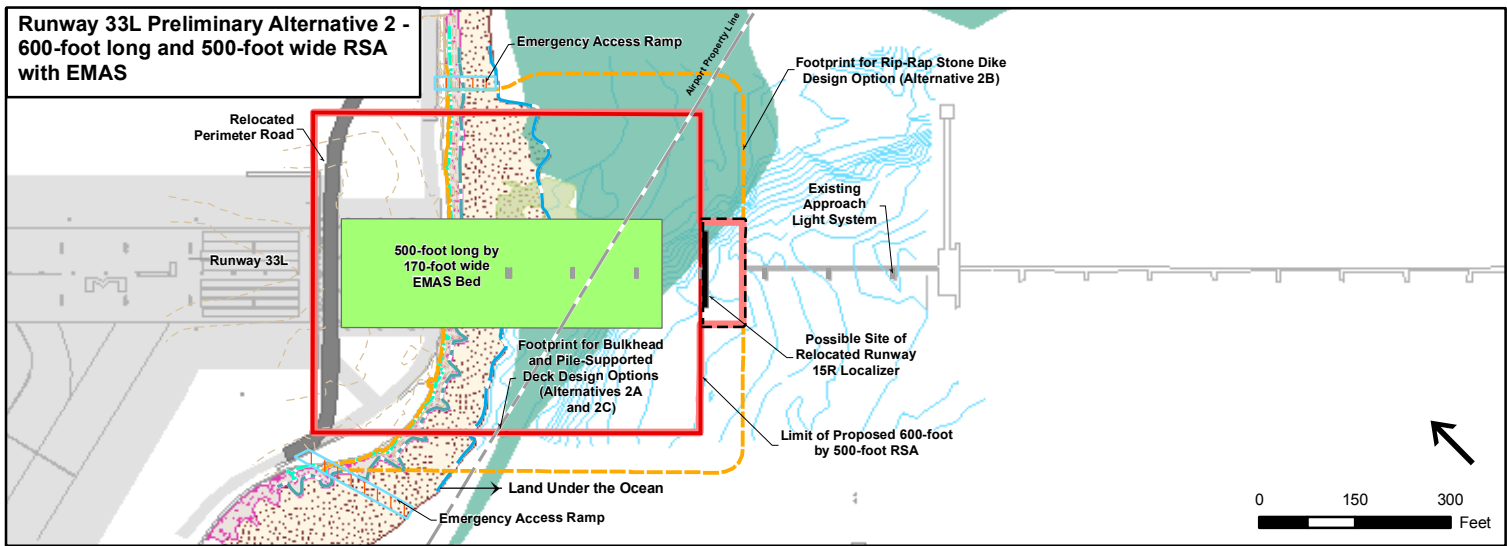 Runway 33L Preliminary Alternative 2 -
600-foot long and 500-foot wide RSA
with EMAS
Emergency Access Ramp
Airport Property Line
Footprint for Rip-Rap Stone Dike
Design Option (Alternative 2B)
Relocated
Perimeter Road
Existing
Approach
Light System
Runway 33L
500-foot long by
170-foot wide
EMAS Bed
Footprint for Bulkhead
and Pile-Supported
Deck Design Options
(Alternatives 2A
and 2C)
Possible Site of
Relocated Runway
15R Localizer
Limit of Proposed 600-foot
by 500-foot RSA
Land Under the Ocean
Emergency Access Ramp
0 150 300
Feet